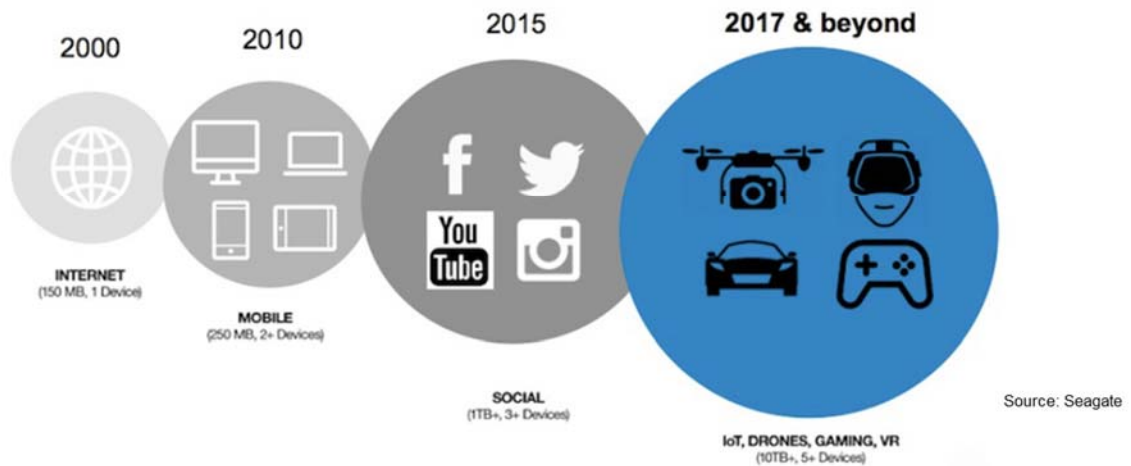 2000
INTERNET
(150 MB, 1 Device)
2010
MOBILE
(250 MB, 2+ Devices)
2015
f
You
Tube
SOCIAL
(1TB+, 3+ Devices)
2017 & beyond
IoT, DRONES, GAMING, VR
(10TB+, 5+ Devices)
Source: Seagate